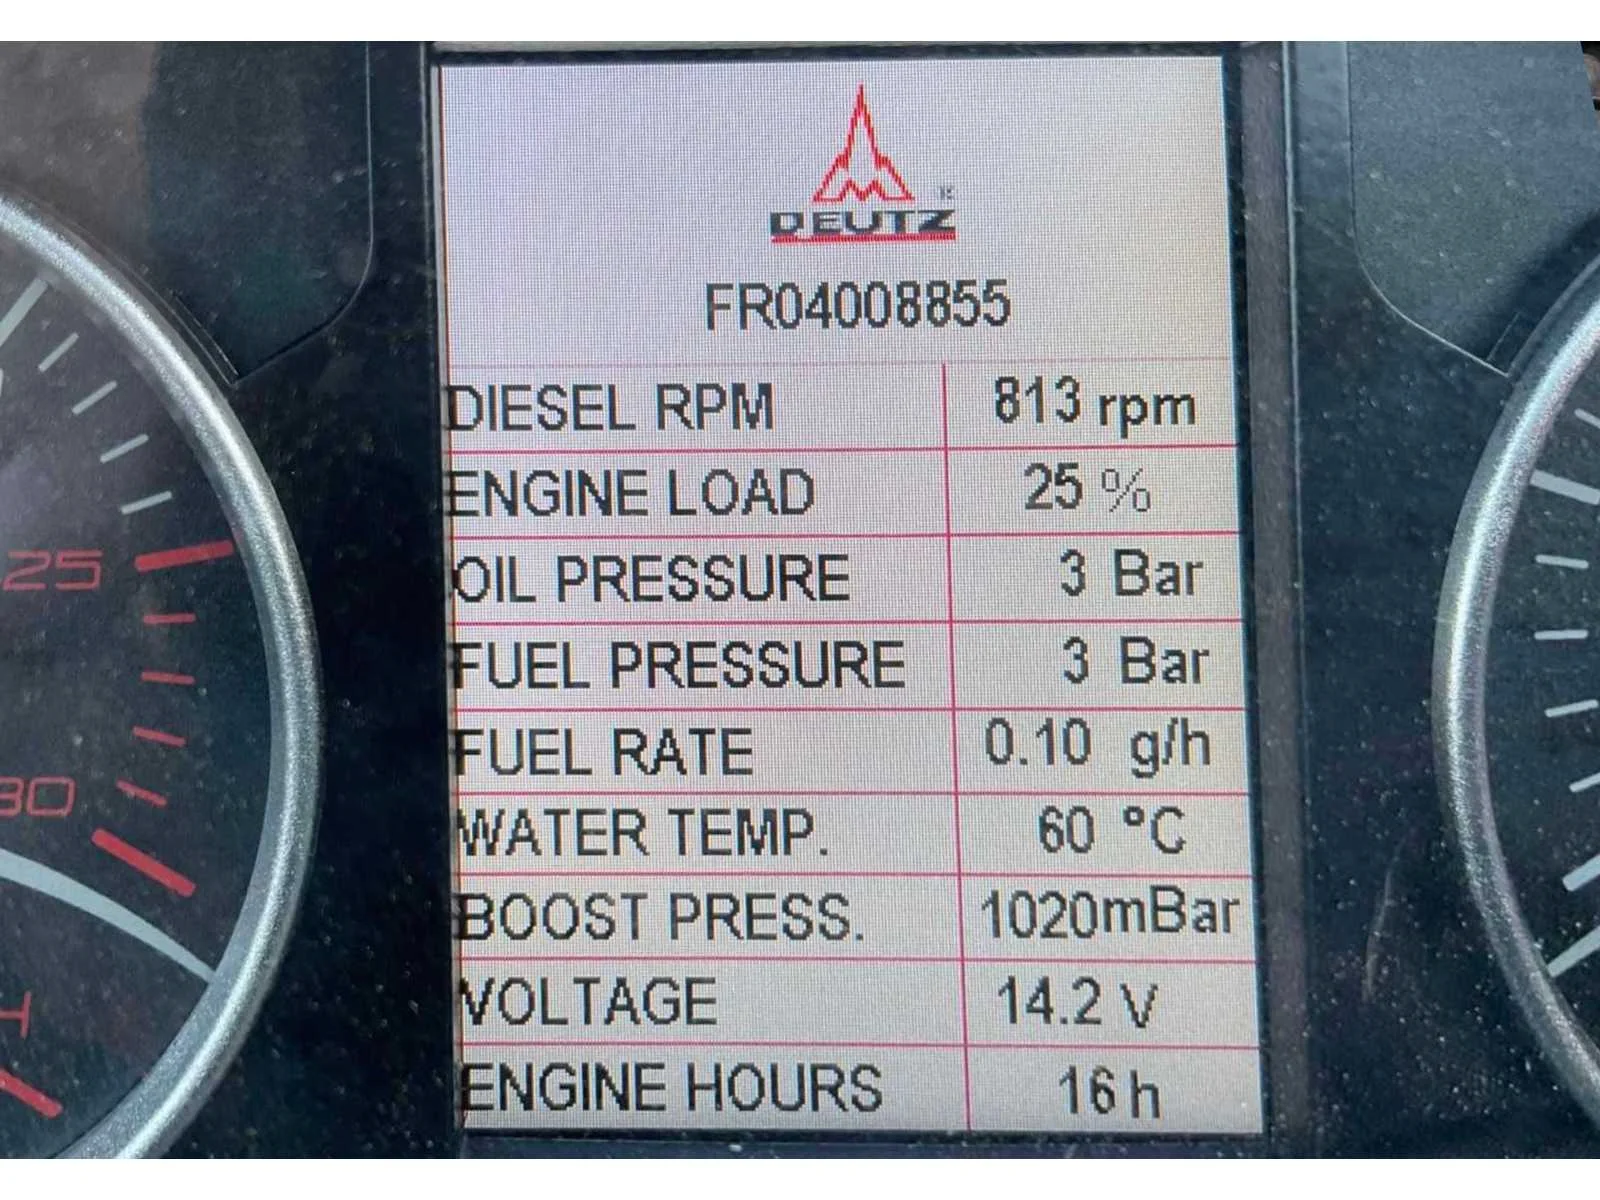 ®
DEUTZ
FR04008855
DIESEL RPM 813 rpm
ENGINE LOAD 25 %
OIL PRESSURE 3 Bar
FUEL PRESSURE 3 Bar
FUEL RATE 0.10 g/h
WATER TEMP. 60 °C
BOOST PRESS. 1020mBar
VOLTAGE 14.2 V
ENGINE HOURS 16 h
25
30
H